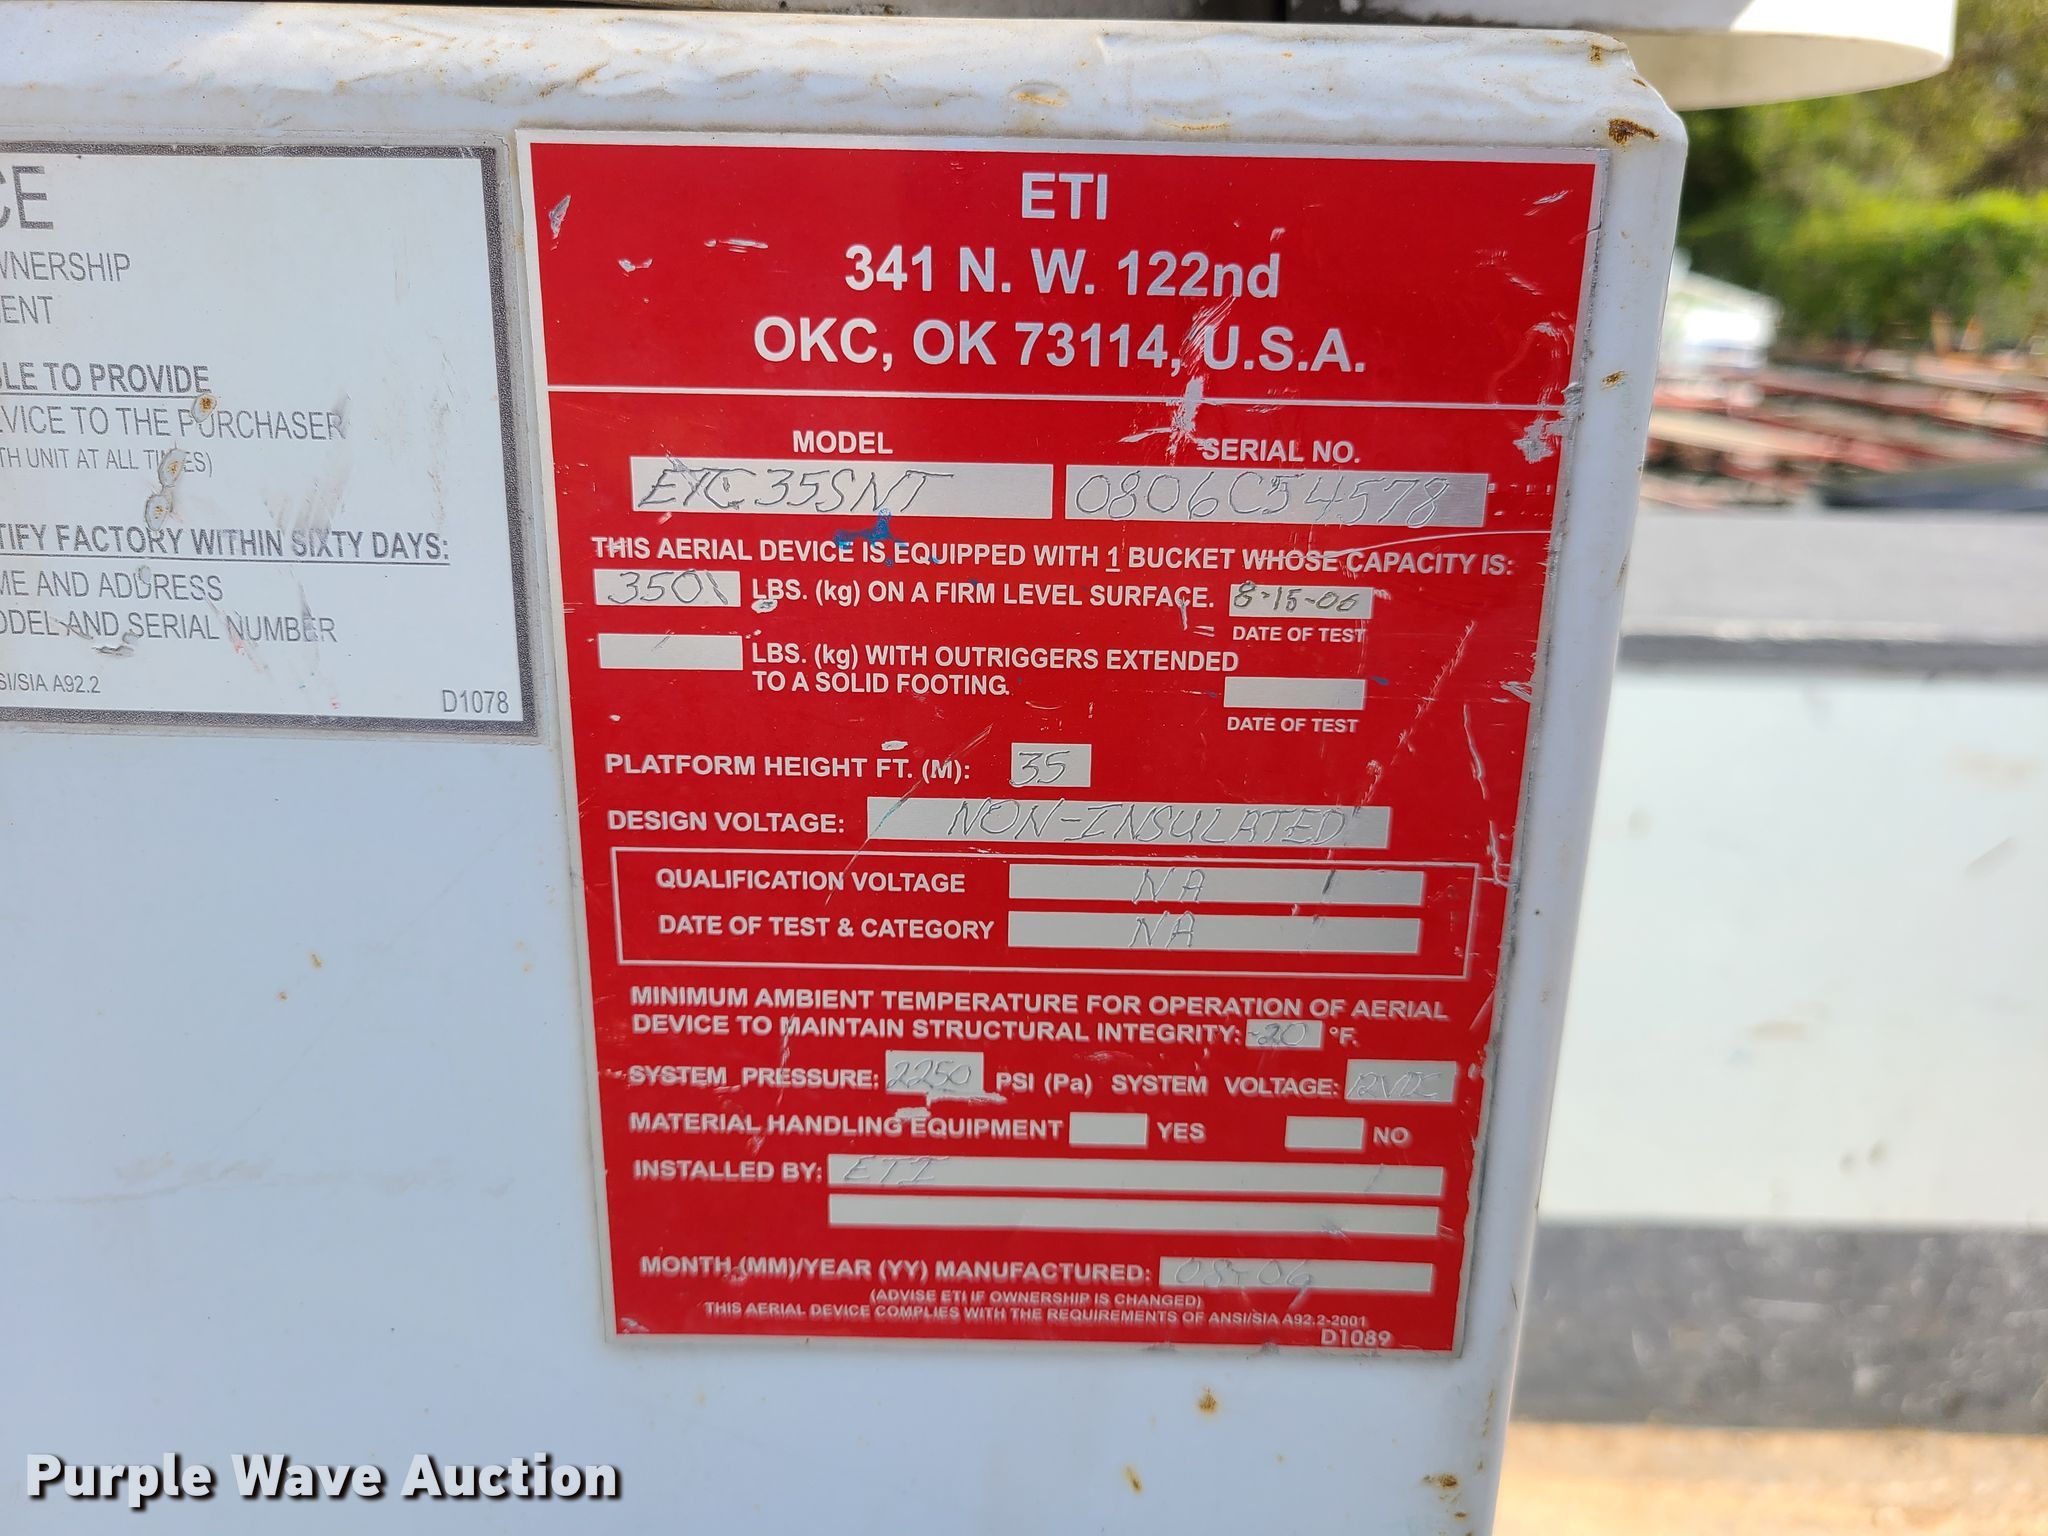 CE
WNERSHIP
ENT
LE TO PROVIDE
EVICE TO THE PURCHASER
TH UNIT AT ALL TIMES)
TIFY FACTORY WITHIN SIXTY DAYS:
ME AND ADDRESS
ODEL AND SERIAL NUMBER
SI/SIA A92.2
D1078
ETI
341 N. W. 122nd
OKC, OK 73114, U.S.A.
MODEL SERIAL NO.
ETC35SNT 0806C54578
THIS AERIAL DEVICE IS EQUIPPED WITH 1 BUCKET WHOSE CAPACITY IS:
350 LBS. (kg) ON A FIRM LEVEL SURFACE. 8-15-06
DATE OF TEST
LBS. (kg) WITH OUTRIGGERS EXTENDED
TO A SOLID FOOTING.
DATE OF TEST
PLATFORM HEIGHT FT. (M): 35
DESIGN VOLTAGE: NON-INSULATED
QUALIFICATION VOLTAGE NA
DATE OF TEST & CATEGORY NA
MINIMUM AMBIENT TEMPERATURE FOR OPERATION OF AERIAL
DEVICE TO MAINTAIN STRUCTURAL INTEGRITY: -20 °F.
SYSTEM PRESSURE: 2250 PSI (Pa) SYSTEM VOLTAGE: 12VDC
MATERIAL HANDLING EQUIPMENT YES NO
INSTALLED BY: ETI
MONTH (MM)/YEAR (YY) MANUFACTURED: 08-06
(ADVISE ETI IF OWNERSHIP IS CHANGED)
THIS AERIAL DEVICE COMPLIES WITH THE REQUIREMENTS OF ANSI/SIA A92.2-2001
D1089
Purple Wave Auction